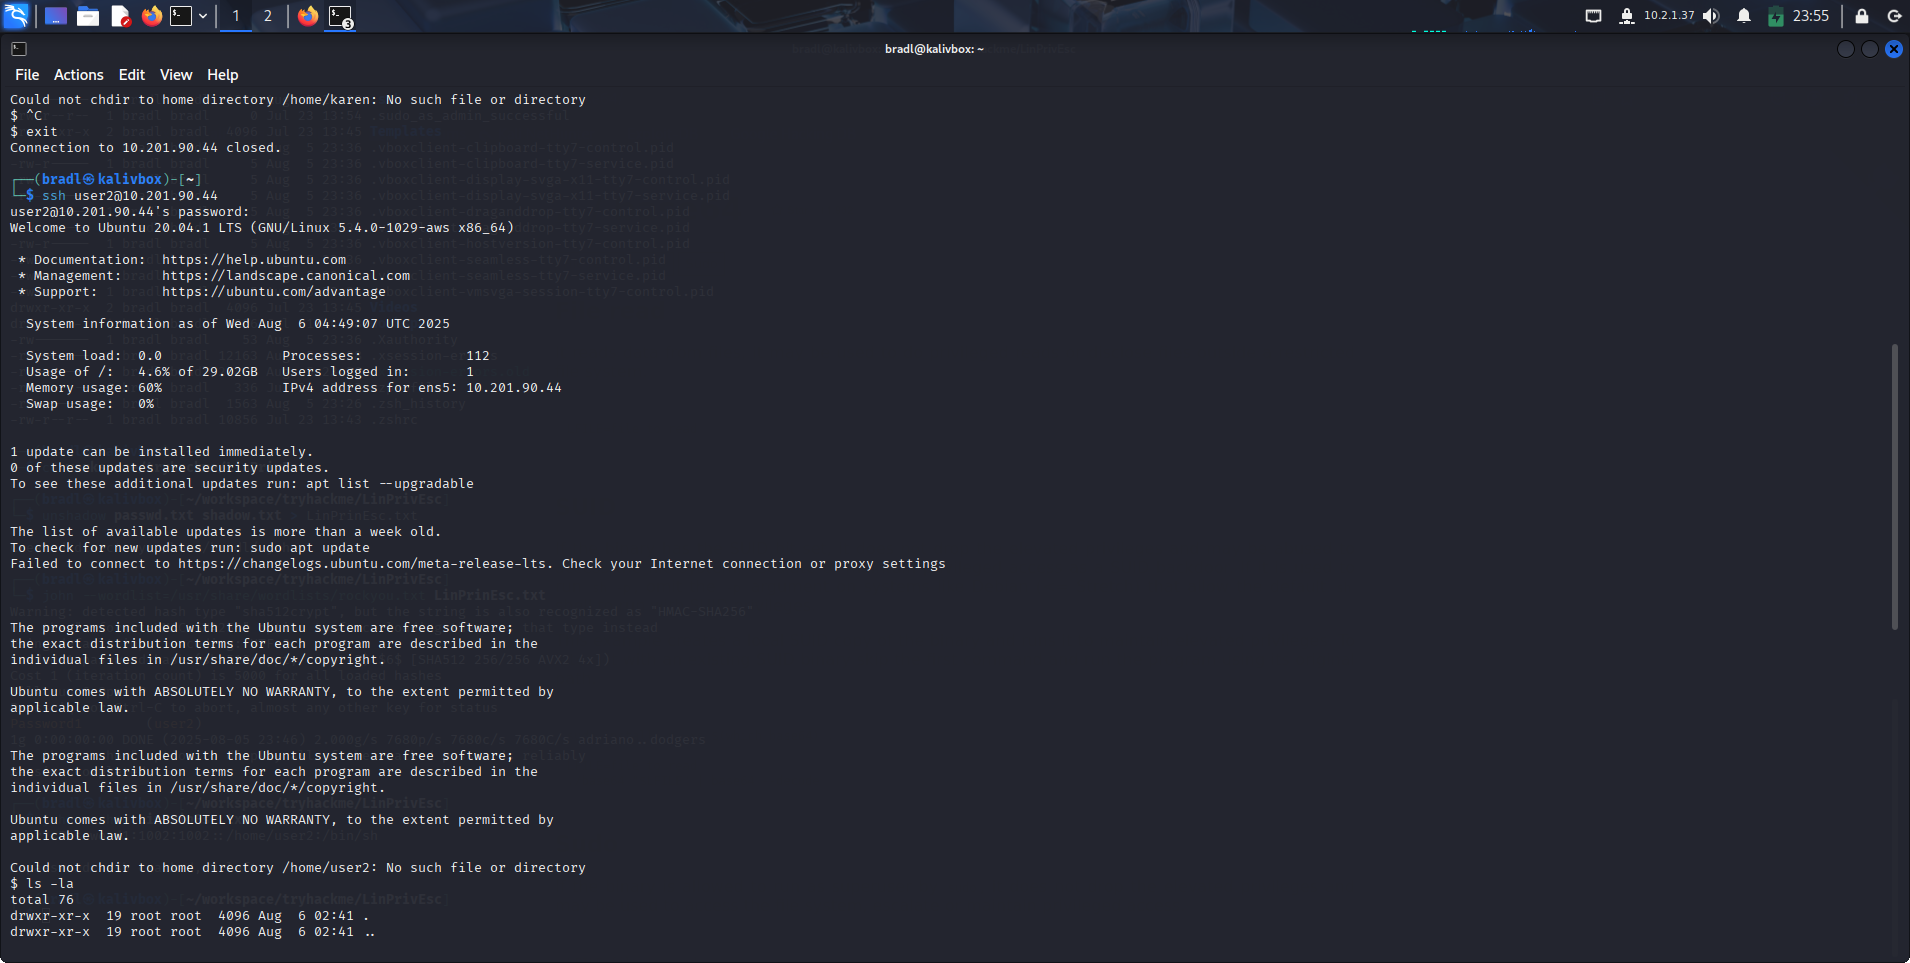 1 2 3 10.2.1.37 23:55
bradl@kalivbox: ~
File Actions Edit View Help
Could not chdir to home directory /home/karen: No such file or directory
$ ^C
$ exit
Connection to 10.201.90.44 closed.
┌──(bradl㉿kalivbox)-[~]
└─$ ssh user2@10.201.90.44
user2@10.201.90.44's password:
Welcome to Ubuntu 20.04.1 LTS (GNU/Linux 5.4.0-1029-aws x86_64)
* Documentation: https://help.ubuntu.com
* Management: https://landscape.canonical.com
* Support: https://ubuntu.com/advantage
System information as of Wed Aug 6 04:49:07 UTC 2025
System load: 0.0 Processes: 112
Usage of /: 4.6% of 29.02GB Users logged in: 1
Memory usage: 60% IPv4 address for ens5: 10.201.90.44
Swap usage: 0%
1 update can be installed immediately.
0 of these updates are security updates.
To see these additional updates run: apt list --upgradable
The list of available updates is more than a week old.
To check for new updates run: sudo apt update
Failed to connect to https://changelogs.ubuntu.com/meta-release-lts. Check your Internet connection or proxy settings
The programs included with the Ubuntu system are free software;
the exact distribution terms for each program are described in the
individual files in /usr/share/doc/*/copyright.
Ubuntu comes with ABSOLUTELY NO WARRANTY, to the extent permitted by
applicable law.
The programs included with the Ubuntu system are free software;
the exact distribution terms for each program are described in the
individual files in /usr/share/doc/*/copyright.
Ubuntu comes with ABSOLUTELY NO WARRANTY, to the extent permitted by
applicable law.
Could not chdir to home directory /home/user2: No such file or directory
$ ls -la
total 76
drwxr-xr-x 19 root root 4096 Aug 6 02:41 .
drwxr-xr-x 19 root root 4096 Aug 6 02:41 ..